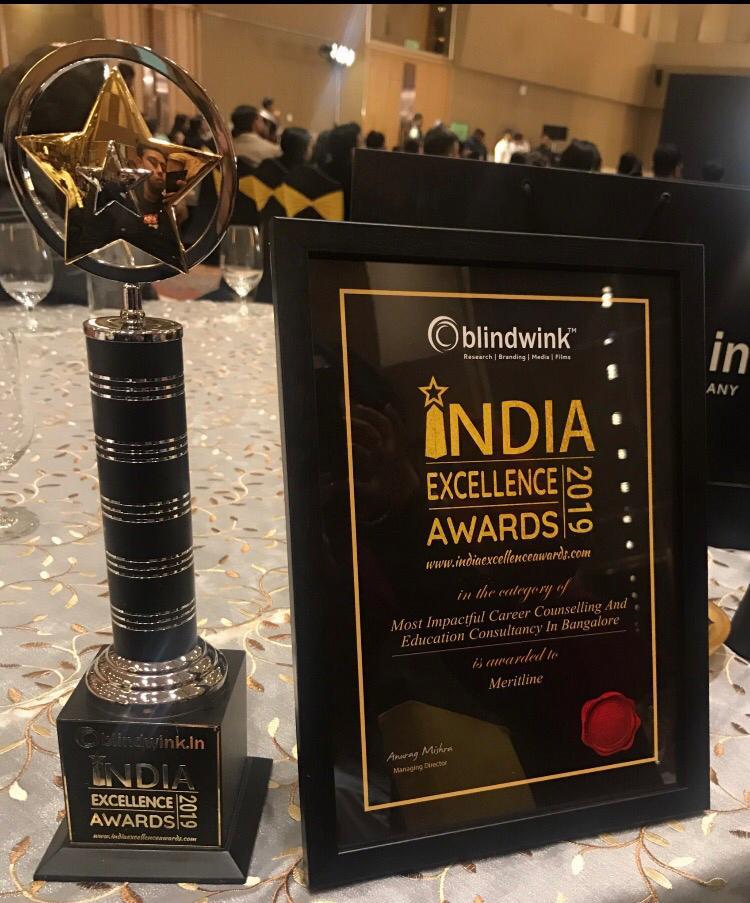 blindwink™
Research | Branding | Media | Films
INDIA
EXCELLENCE
AWARDS
2019
www.indiaexcellenceawards.com
in the category of
Most Impactful Career Counselling And
Education Consultancy In Bangalore
is awarded to
Meritline
Anurag Mishra
Managing Director
blindwink.in
INDIA
EXCELLENCE
AWARDS
2019
www.indiaexcellenceawards.com
in
ANY